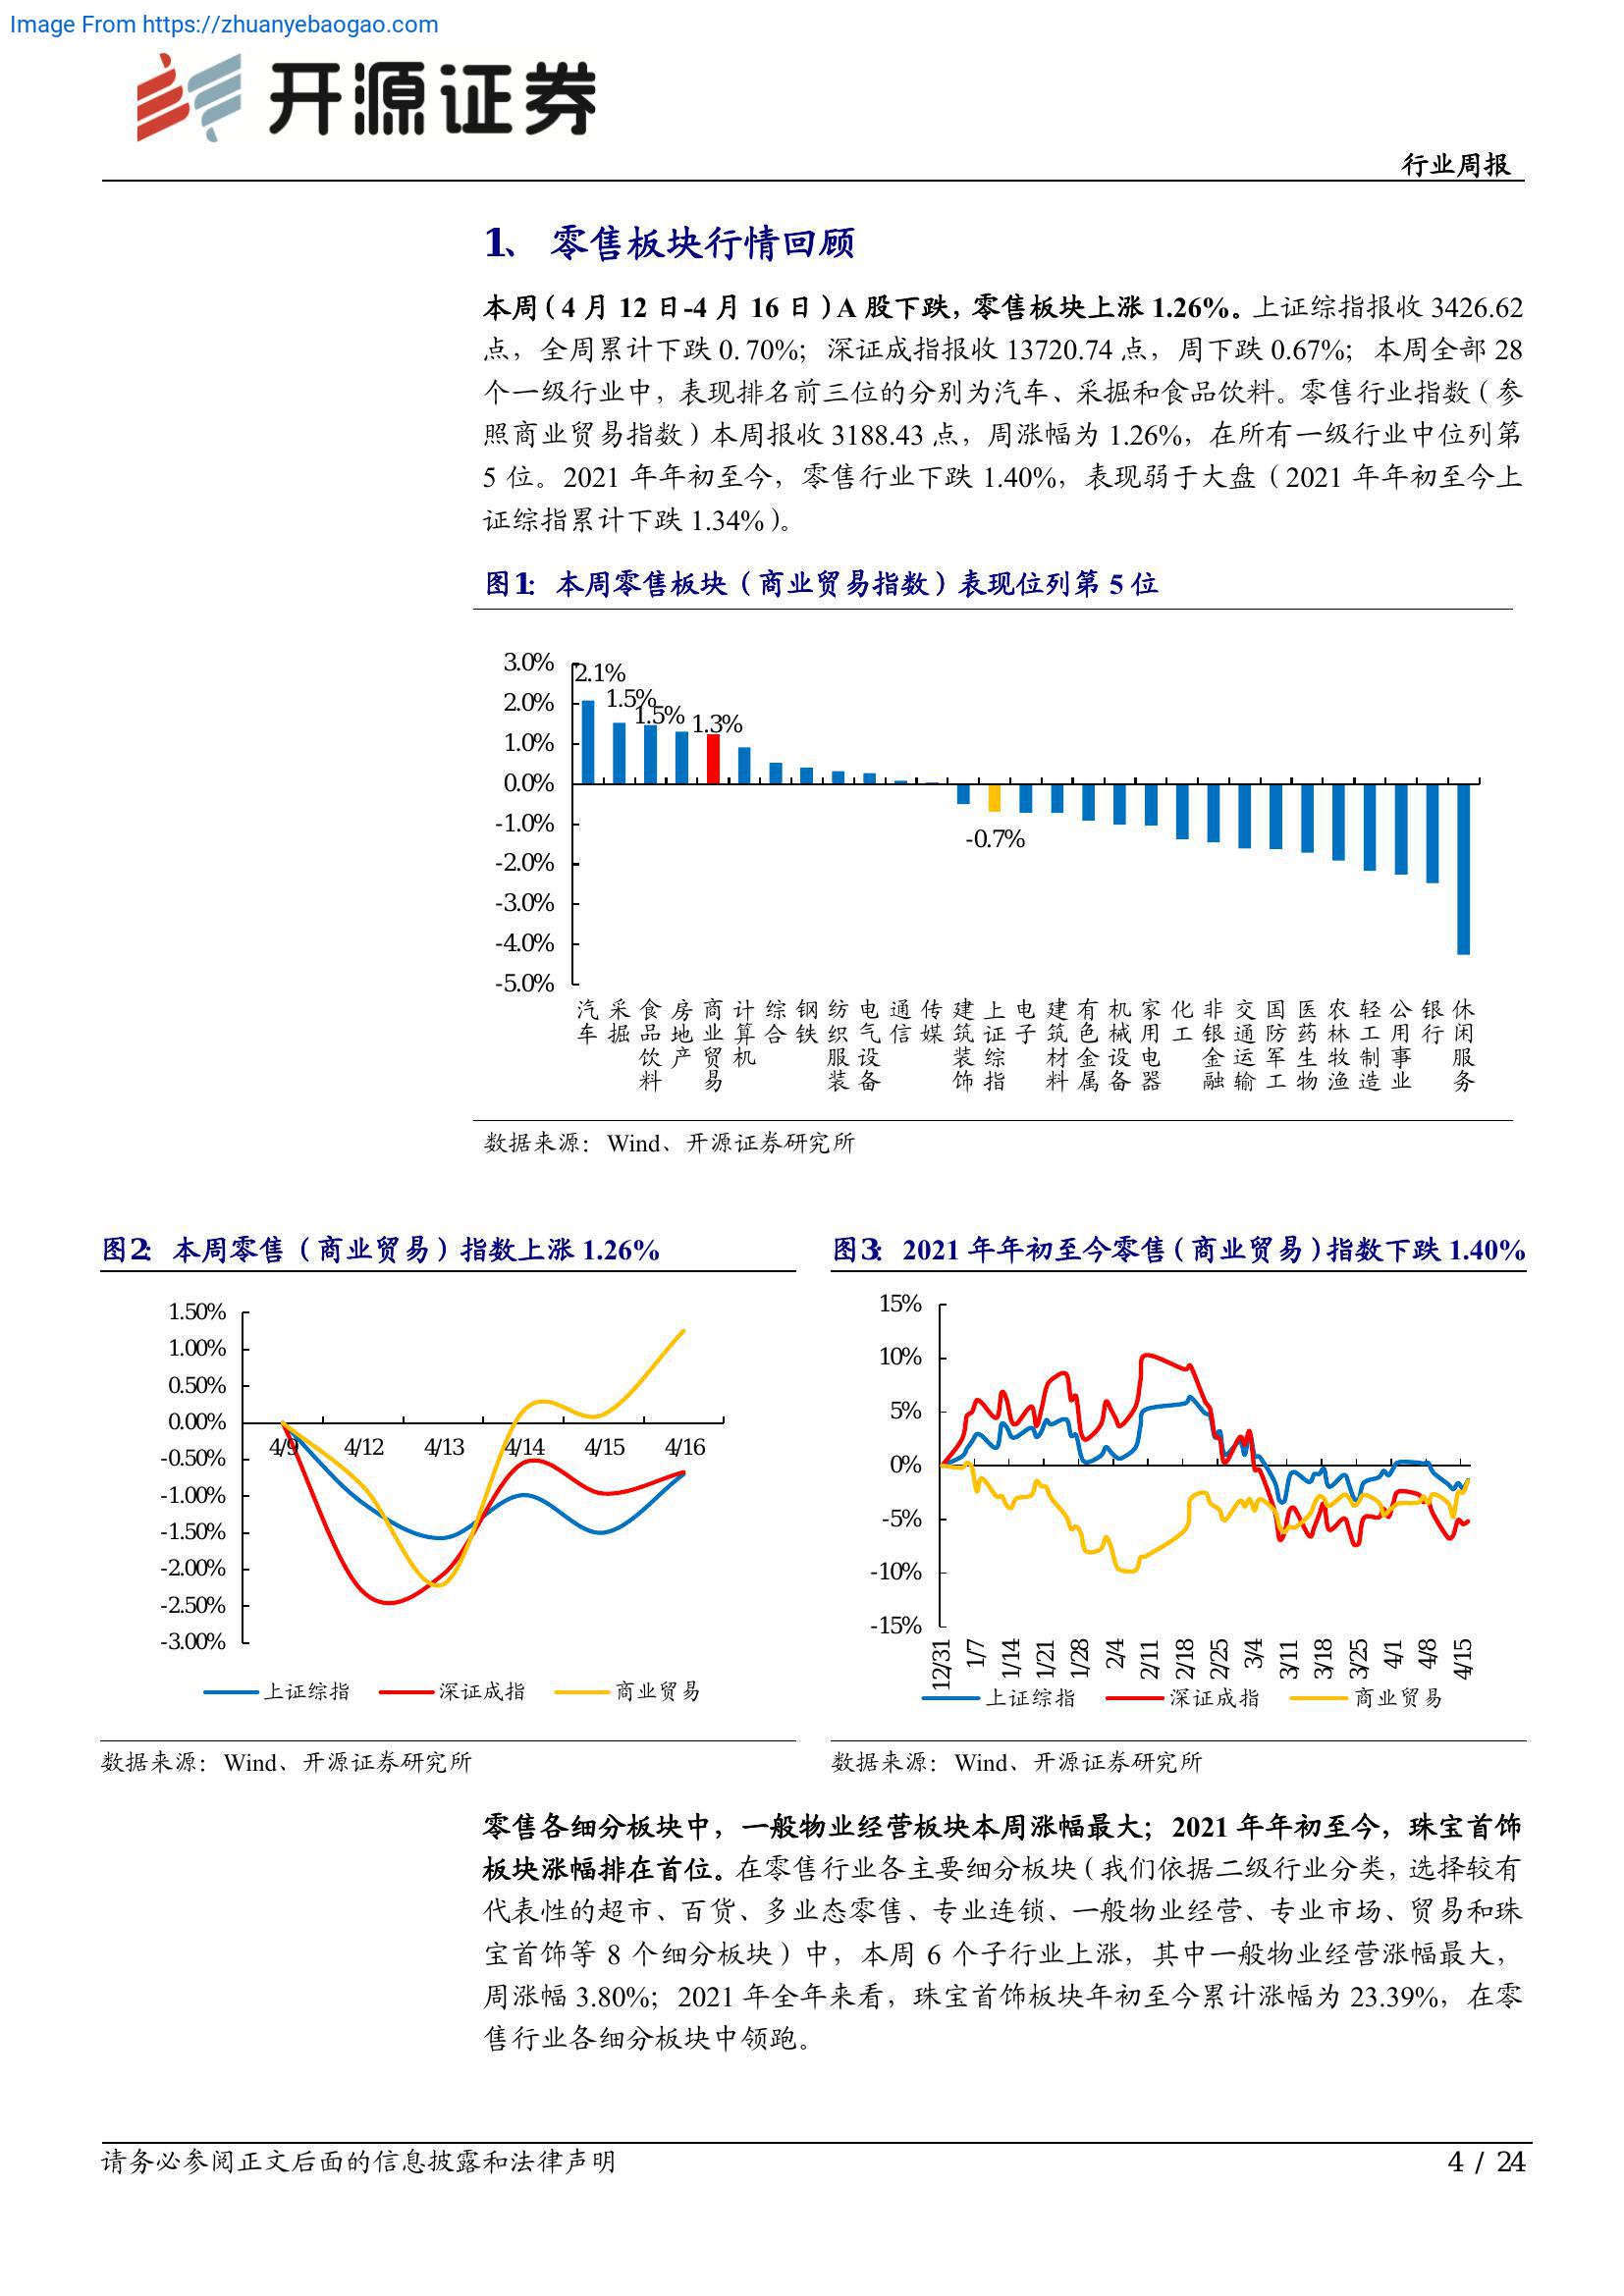 Image From https://zhuanyebaogao.com
开源证券
行业周报
1、 零售板块行情回顾
本周（4 月 12 日-4 月 16 日）A 股下跌，零售板块上涨 1.26%。上证综指报收 3426.62
点，全周累计下跌 0.70%；深证成指报收 13720.74 点，周下跌 0.67%；本周全部 28
个一级行业中，表现排名前三位的分别为汽车、采掘和食品饮料。零售行业指数（参
照商业贸易指数）本周报收 3188.43 点，周涨幅为 1.26%，在所有一级行业中位列第
5 位。2021 年年初至今，零售行业下跌 1.40%，表现弱于大盘（2021 年年初至今上
证综指累计下跌 1.34%）。
图1：本周零售板块（商业贸易指数）表现位列第 5 位
3.0%
2.0%
1.0%
0.0%
-1.0%
-2.0%
-3.0%
-4.0%
-5.0%
2.1%
1.5%
1.5%
1.3%
-0.7%
汽车
采掘
食品饮料
房地产
商业贸易
计算机
综合
钢铁
纺织服装
电气设备
通信
传媒
建筑装饰
上证综指
电子
建筑材料
有色金属
机械设备
家用电器
化工
非银金融
交通运输
国防军工
医药生物
农林牧渔
轻工制造
公用事业
银行
休闲服务
数据来源：Wind、开源证券研究所
图2：本周零售（商业贸易）指数上涨 1.26%
1.50%
1.00%
0.50%
0.00%
-0.50%
-1.00%
-1.50%
-2.00%
-2.50%
-3.00%
4/9 4/12 4/13 4/14 4/15 4/16
上证综指 深证成指 商业贸易
数据来源：Wind、开源证券研究所
图3：2021 年年初至今零售（商业贸易）指数下跌 1.40%
15%
10%
5%
0%
-5%
-10%
-15%
12/31 1/7 1/14 1/21 1/28 2/4 2/11 2/18 2/25 3/4 3/11 3/18 3/25 4/1 4/8 4/15
上证综指 深证成指 商业贸易
数据来源：Wind、开源证券研究所
零售各细分板块中，一般物业经营板块本周涨幅最大；2021 年年初至今，珠宝首饰
板块涨幅排在首位。在零售行业各主要细分板块（我们依据二级行业分类，选择较有
代表性的超市、百货、多业态零售、专业连锁、一般物业经营、专业市场、贸易和珠
宝首饰等 8 个细分板块）中，本周 6 个子行业上涨，其中一般物业经营涨幅最大，
周涨幅 3.80%；2021 年全年来看，珠宝首饰板块年初至今累计涨幅为 23.39%，在零
售行业各细分板块中领跑。
请务必参阅正文后面的信息披露和法律声明
4 / 24